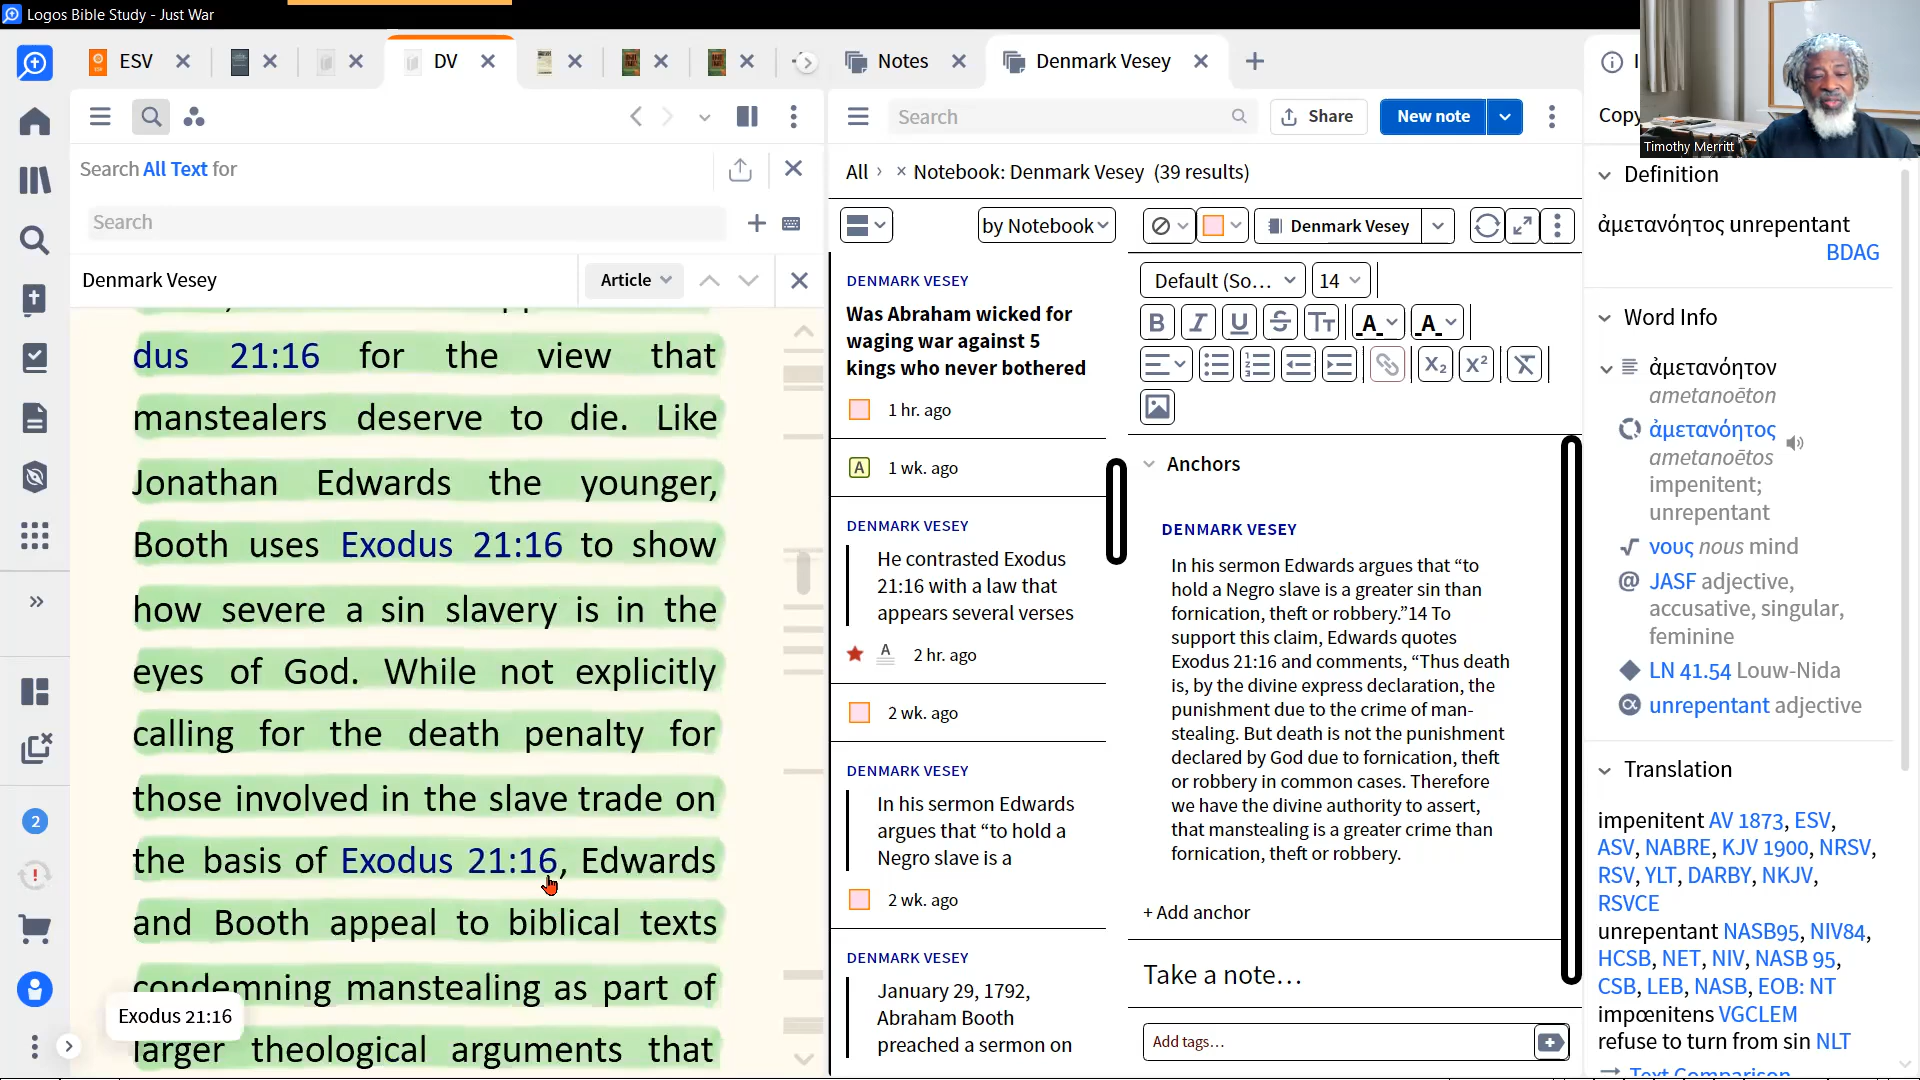 Logos Bible Study - Just War
ESV
DV
Search All Text for
Search
Denmark Vesey
Article
dus 21:16 for the view that
manstealers deserve to die. Like
Jonathan Edwards the younger,
Booth uses Exodus 21:16 to show
how severe a sin slavery is in the
eyes of God. While not explicitly
calling for the death penalty for
those involved in the slave trade on
the basis of Exodus 21:16, Edwards
and Booth appeal to biblical texts
condemning manstealing as part of
larger theological arguments that
Exodus 21:16
2
Notes
Denmark Vesey
Search
Share
New note
All › × Notebook: Denmark Vesey (39 results)
by Notebook
Denmark Vesey
DENMARK VESEY
Was Abraham wicked for
waging war against 5
kings who never bothered
1 hr. ago
A 1 wk. ago
DENMARK VESEY
He contrasted Exodus
21:16 with a law that
appears several verses
A 2 hr. ago
2 wk. ago
DENMARK VESEY
In his sermon Edwards
argues that “to hold a
Negro slave is a
2 wk. ago
DENMARK VESEY
January 29, 1792,
Abraham Booth
preached a sermon on
Default (So… 14
B I U S TT A A
X₂ X²
Anchors
DENMARK VESEY
In his sermon Edwards argues that “to
hold a Negro slave is a greater sin than
fornication, theft or robbery.”14 To
support this claim, Edwards quotes
Exodus 21:16 and comments, “Thus death
is, by the divine express declaration, the
punishment due to the crime of man-
stealing. But death is not the punishment
declared by God due to fornication, theft
or robbery in common cases. Therefore
we have the divine authority to assert,
that manstealing is a greater crime than
fornication, theft or robbery.
+ Add anchor
Take a note…
Add tags…
Copy
Timothy Merritt
Definition
ἀμετανόητος unrepentant
BDAG
Word Info
ἀμετανόητον
ametanoēton
ἀμετανόητος
ametanoētos
impenitent;
unrepentant
νους nous mind
@ JASF adjective,
accusative, singular,
feminine
LN 41.54 Louw-Nida
unrepentant adjective
Translation
impenitent AV 1873, ESV,
ASV, NABRE, KJV 1900, NRSV,
RSV, YLT, DARBY, NKJV,
RSVCE
unrepentant NASB95, NIV84,
HCSB, NET, NIV, NASB 95,
CSB, LEB, NASB, EOB: NT
impœnitens VGCLEM
refuse to turn from sin NLT
Text Comparison